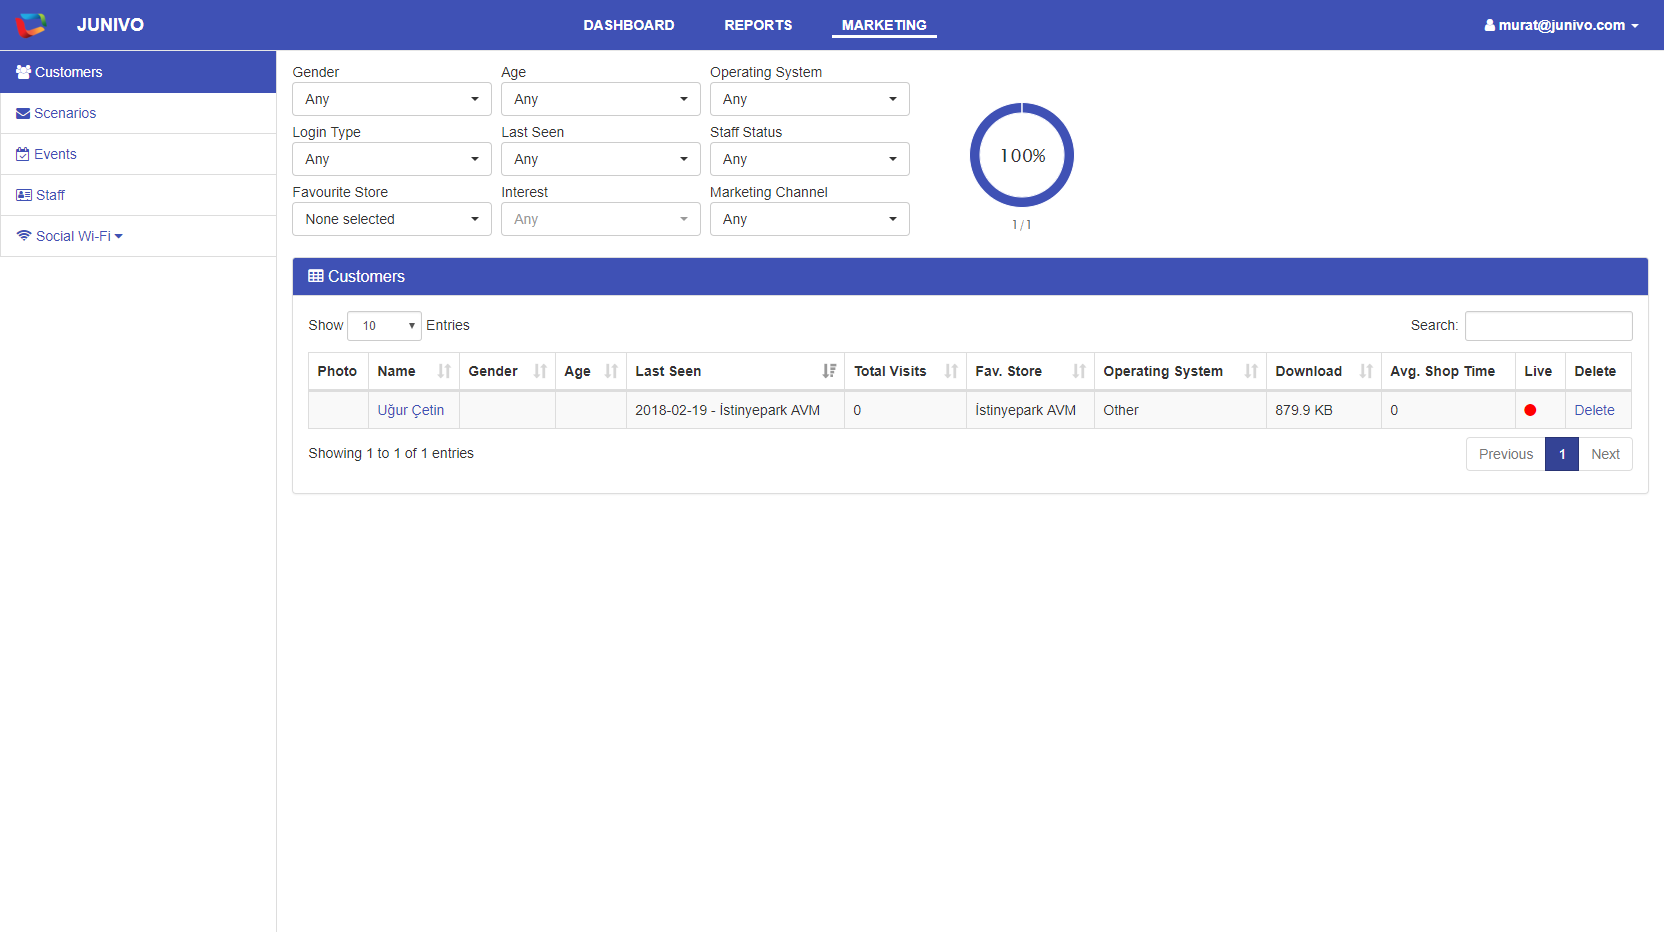 JUNIVO
DASHBOARD REPORTS MARKETING
murat@junivo.com
Customers
Scenarios
Events
Staff
Social Wi-Fi
Gender Age Operating System
Any Any Any
Login Type Last Seen Staff Status
Any Any Any
Favourite Store Interest Marketing Channel
None selected Any Any
100%
1/1
Customers
Show 10 Entries
Search:
Photo Name Gender Age Last Seen Total Visits Fav. Store Operating System Download Avg. Shop Time Live Delete
Uğur Çetin 2018-02-19 - İstinyepark AVM 0 İstinyepark AVM Other 879.9 KB 0 Delete
Showing 1 to 1 of 1 entries
Previous 1 Next